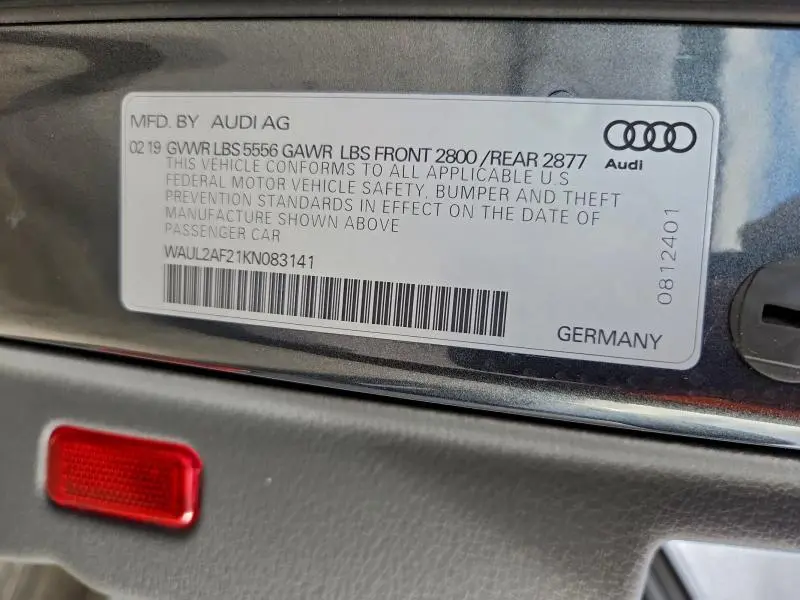 MFD. BY AUDI AG
Audi
02 19 GVWR LBS 5556 GAWR LBS FRONT 2800 /REAR 2877
THIS VEHICLE CONFORMS TO ALL APPLICABLE U.S
FEDERAL MOTOR VEHICLE SAFETY, BUMPER AND THEFT
PREVENTION STANDARDS IN EFFECT ON THE DATE OF
MANUFACTURE SHOWN ABOVE
PASSENGER CAR
WAUL2AF21KN083141
0812401
GERMANY